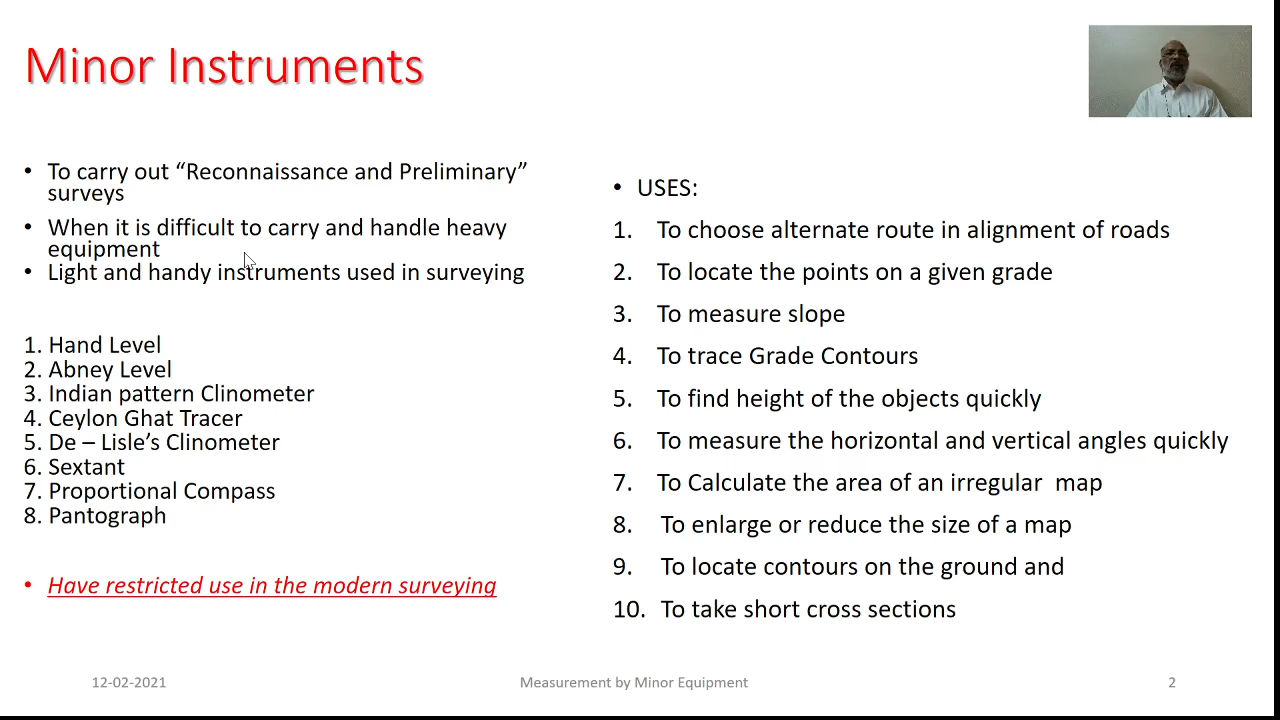 Minor Instruments
• To carry out “Reconnaissance and Preliminary”
surveys
• When it is difficult to carry and handle heavy
equipment
• Light and handy instruments used in surveying
1. Hand Level
2. Abney Level
3. Indian pattern Clinometer
4. Ceylon Ghat Tracer
5. De – Lisle’s Clinometer
6. Sextant
7. Proportional Compass
8. Pantograph
• Have restricted use in the modern surveying
• USES:
1. To choose alternate route in alignment of roads
2. To locate the points on a given grade
3. To measure slope
4. To trace Grade Contours
5. To find height of the objects quickly
6. To measure the horizontal and vertical angles quickly
7. To Calculate the area of an irregular map
8. To enlarge or reduce the size of a map
9. To locate contours on the ground and
10. To take short cross sections
12-02-2021
Measurement by Minor Equipment
2